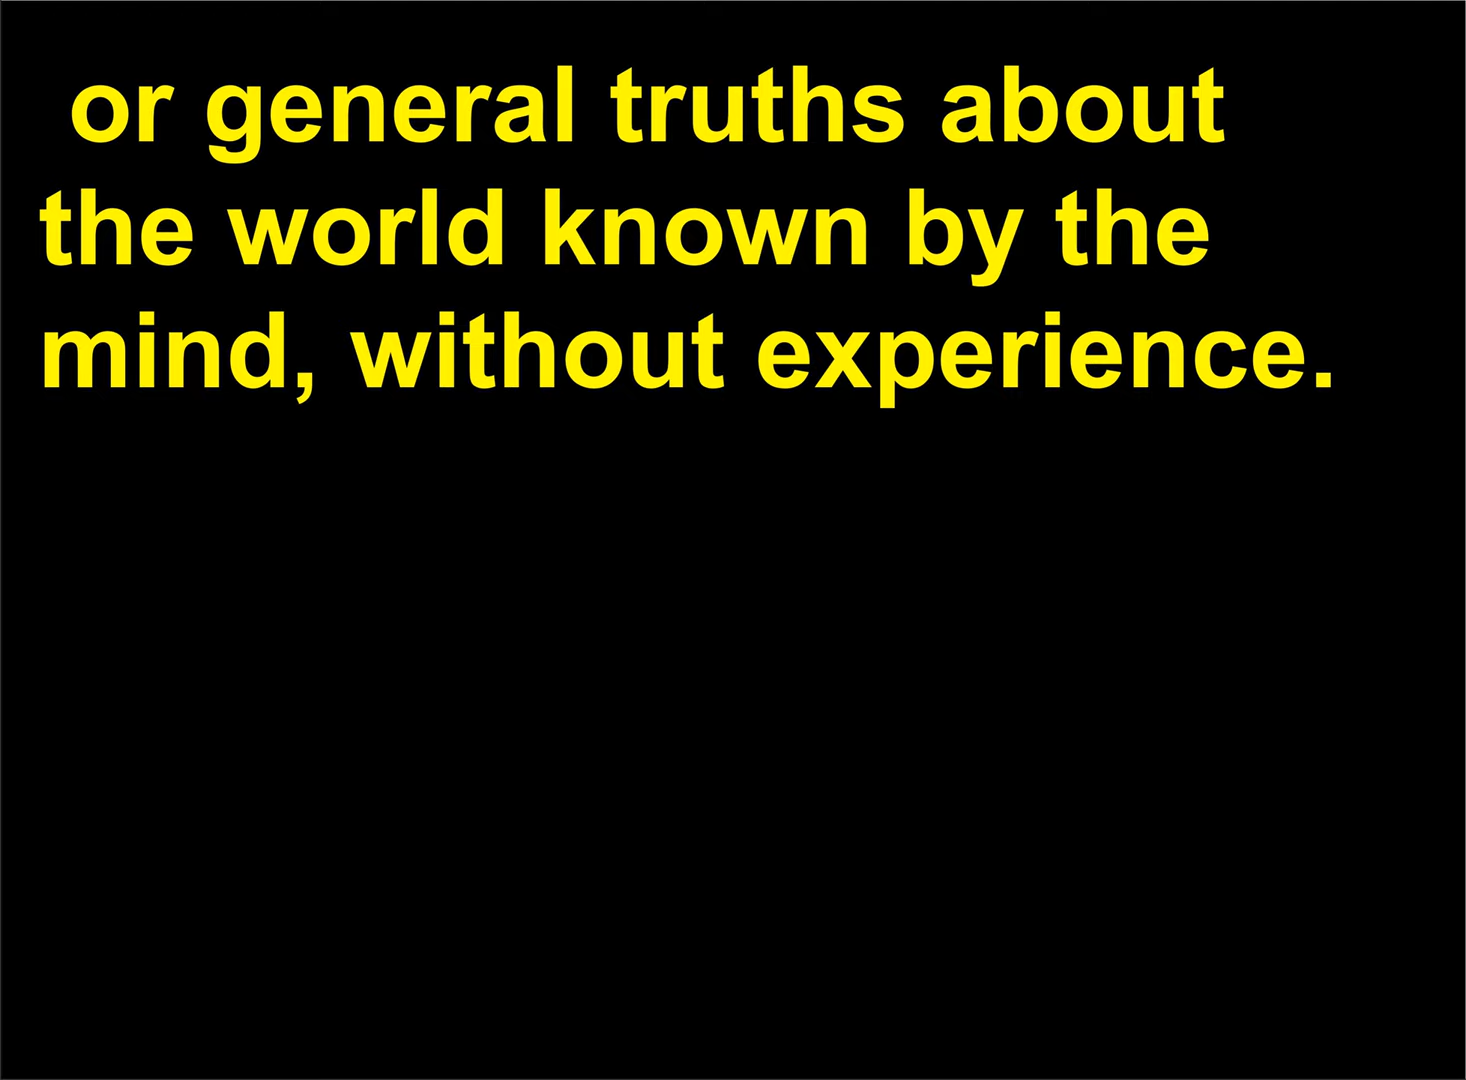 or general truths about
the world known by the
mind, without experience.